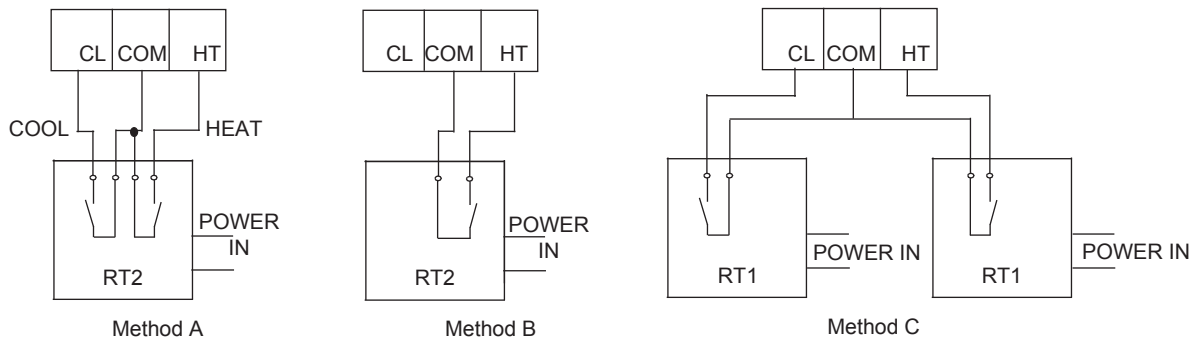 CL COM HT
COOL HEAT
POWER
IN
RT2
Method A
CL COM HT
POWER
IN
RT2
Method B
CL COM HT
POWER IN
RT1
POWER IN
RT1
Method C